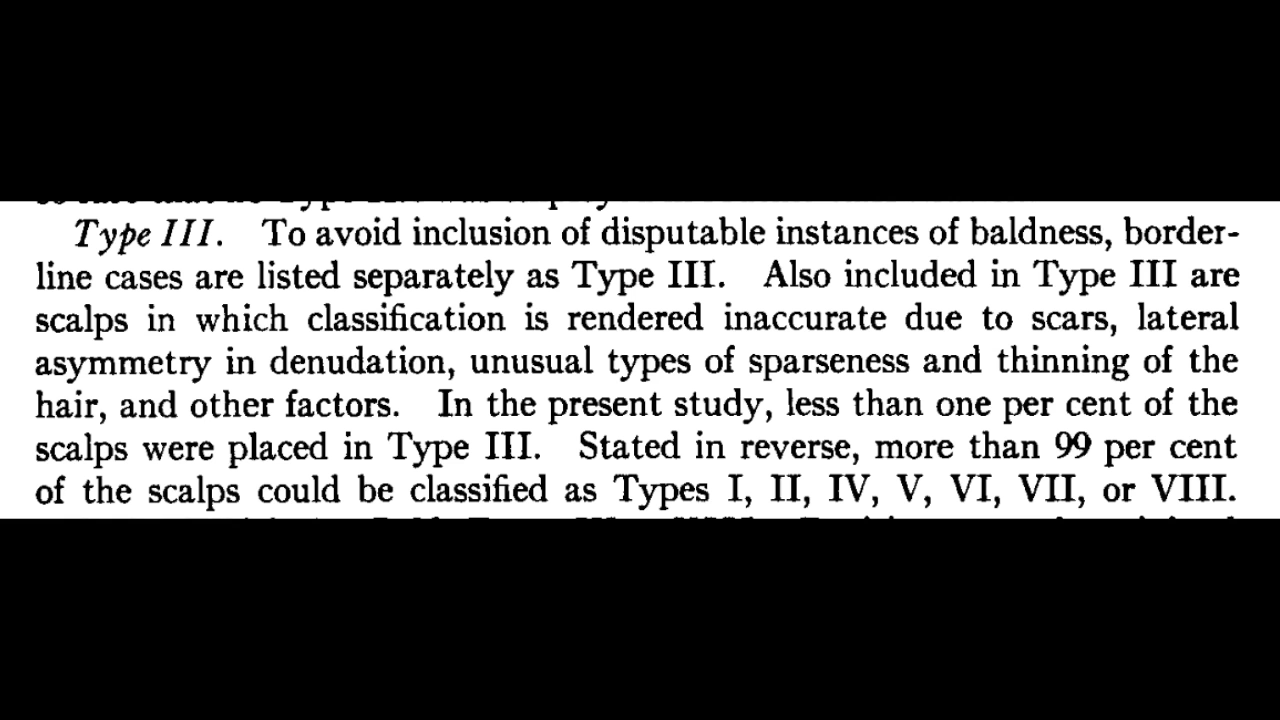 Type III. To avoid inclusion of disputable instances of baldness, border-
line cases are listed separately as Type III. Also included in Type III are
scalps in which classification is rendered inaccurate due to scars, lateral
asymmetry in denudation, unusual types of sparseness and thinning of the
hair, and other factors. In the present study, less than one per cent of the
scalps were placed in Type III. Stated in reverse, more than 99 per cent
of the scalps could be classified as Types I, II, IV, V, VI, VII, or VIII.